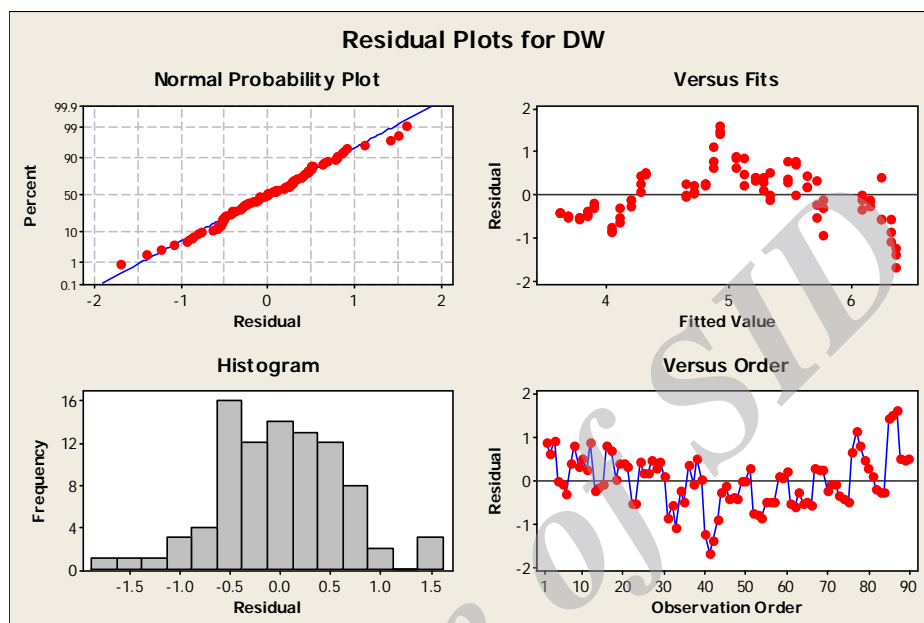 Residual Plots for DW
Normal Probability Plot
99.9
99
90
50
10
1
0.1
Percent
-2 -1 0 1 2
Residual
Versus Fits
2
1
0
-1
-2
Residual
4 5 6
Fitted Value
Histogram
16
12
8
4
0
Frequency
-1.5 -1.0 -0.5 0.0 0.5 1.0 1.5
Residual
Versus Order
2
1
0
-1
-2
Residual
1 10 20 30 40 50 60 70 80 90
Observation Order
e of SID